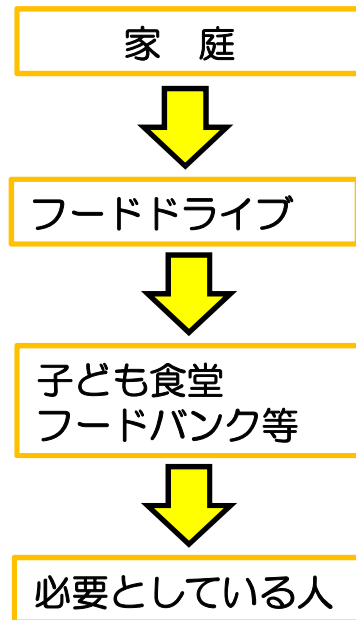 家　庭
フードドライブ
子ども食堂
フードバンク等
必要としている人